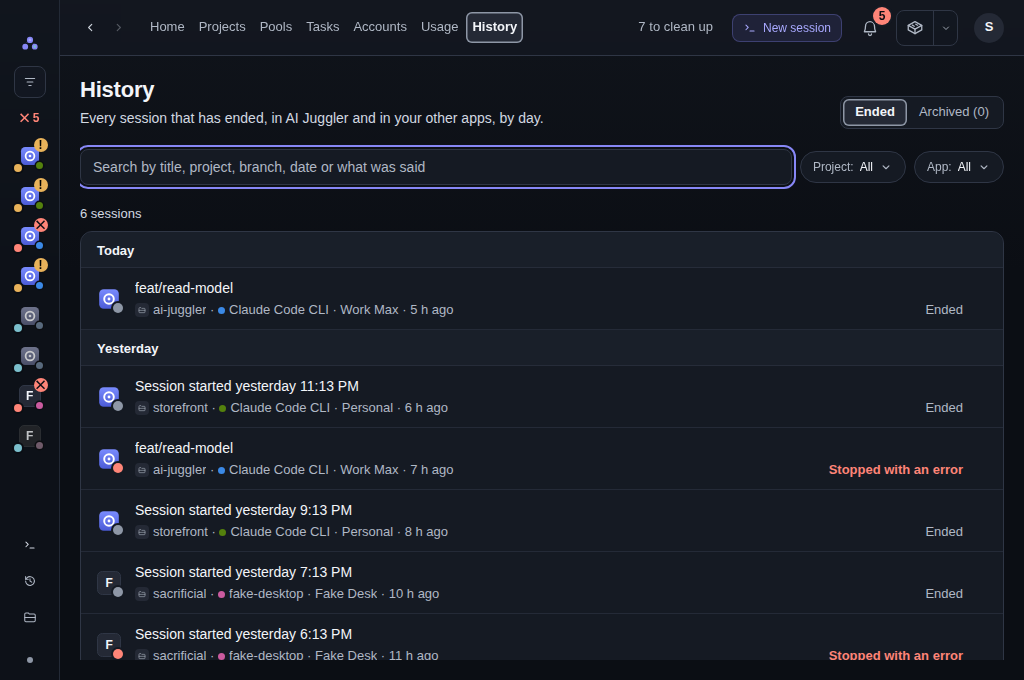 Home Projects Pools Tasks Accounts Usage History 7 to clean up New session 5 S
5
History
Every session that has ended, in AI Juggler and in your other apps, by day.
Ended Archived (0)
Search by title, project, branch, date or what was said
Project: All App: All
6 sessions
Today
feat/read-model
ai-juggler · Claude Code CLI · Work Max · 5 h ago
Ended
Yesterday
Session started yesterday 11:13 PM
storefront · Claude Code CLI · Personal · 6 h ago
Ended
feat/read-model
ai-juggler · Claude Code CLI · Work Max · 7 h ago
Stopped with an error
Session started yesterday 9:13 PM
storefront · Claude Code CLI · Personal · 8 h ago
Ended
F
Session started yesterday 7:13 PM
sacrificial · fake-desktop · Fake Desk · 10 h ago
Ended
F
Session started yesterday 6:13 PM
sacrificial · fake-desktop · Fake Desk · 11 h ago
Stopped with an error
!
!
!
F
F